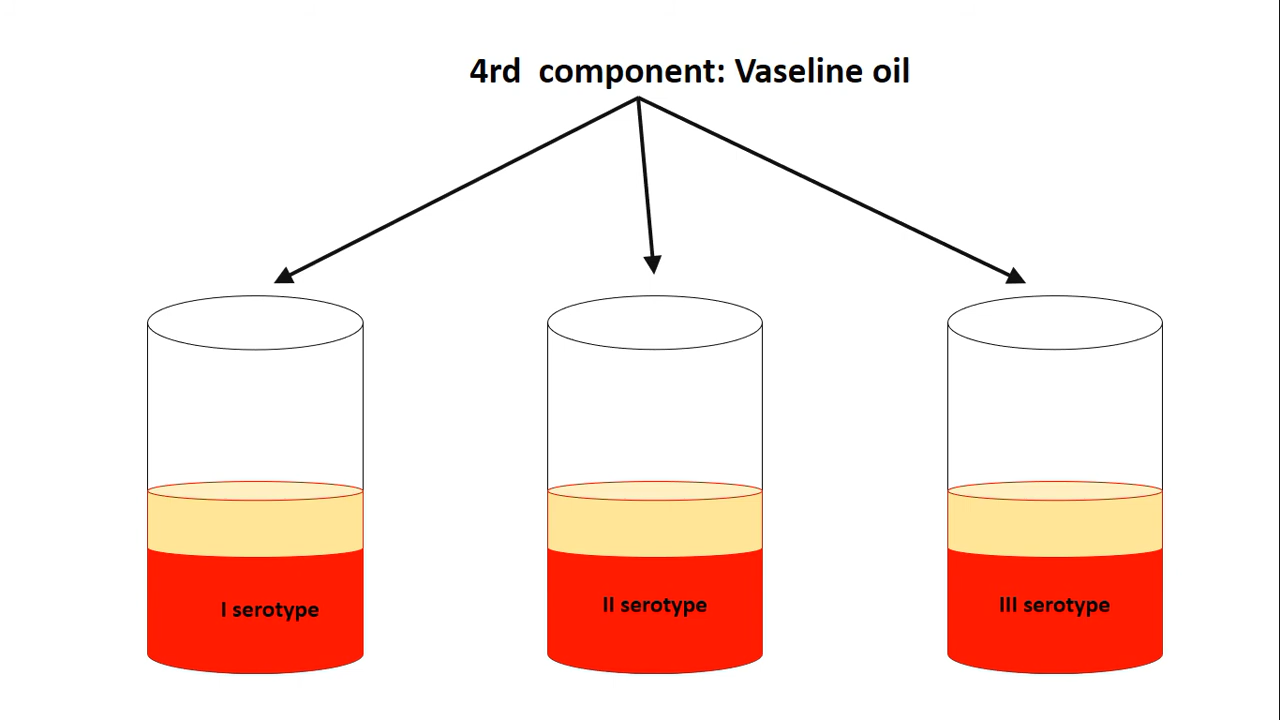 4rd component: Vaseline oil
I serotype
II serotype
III serotype